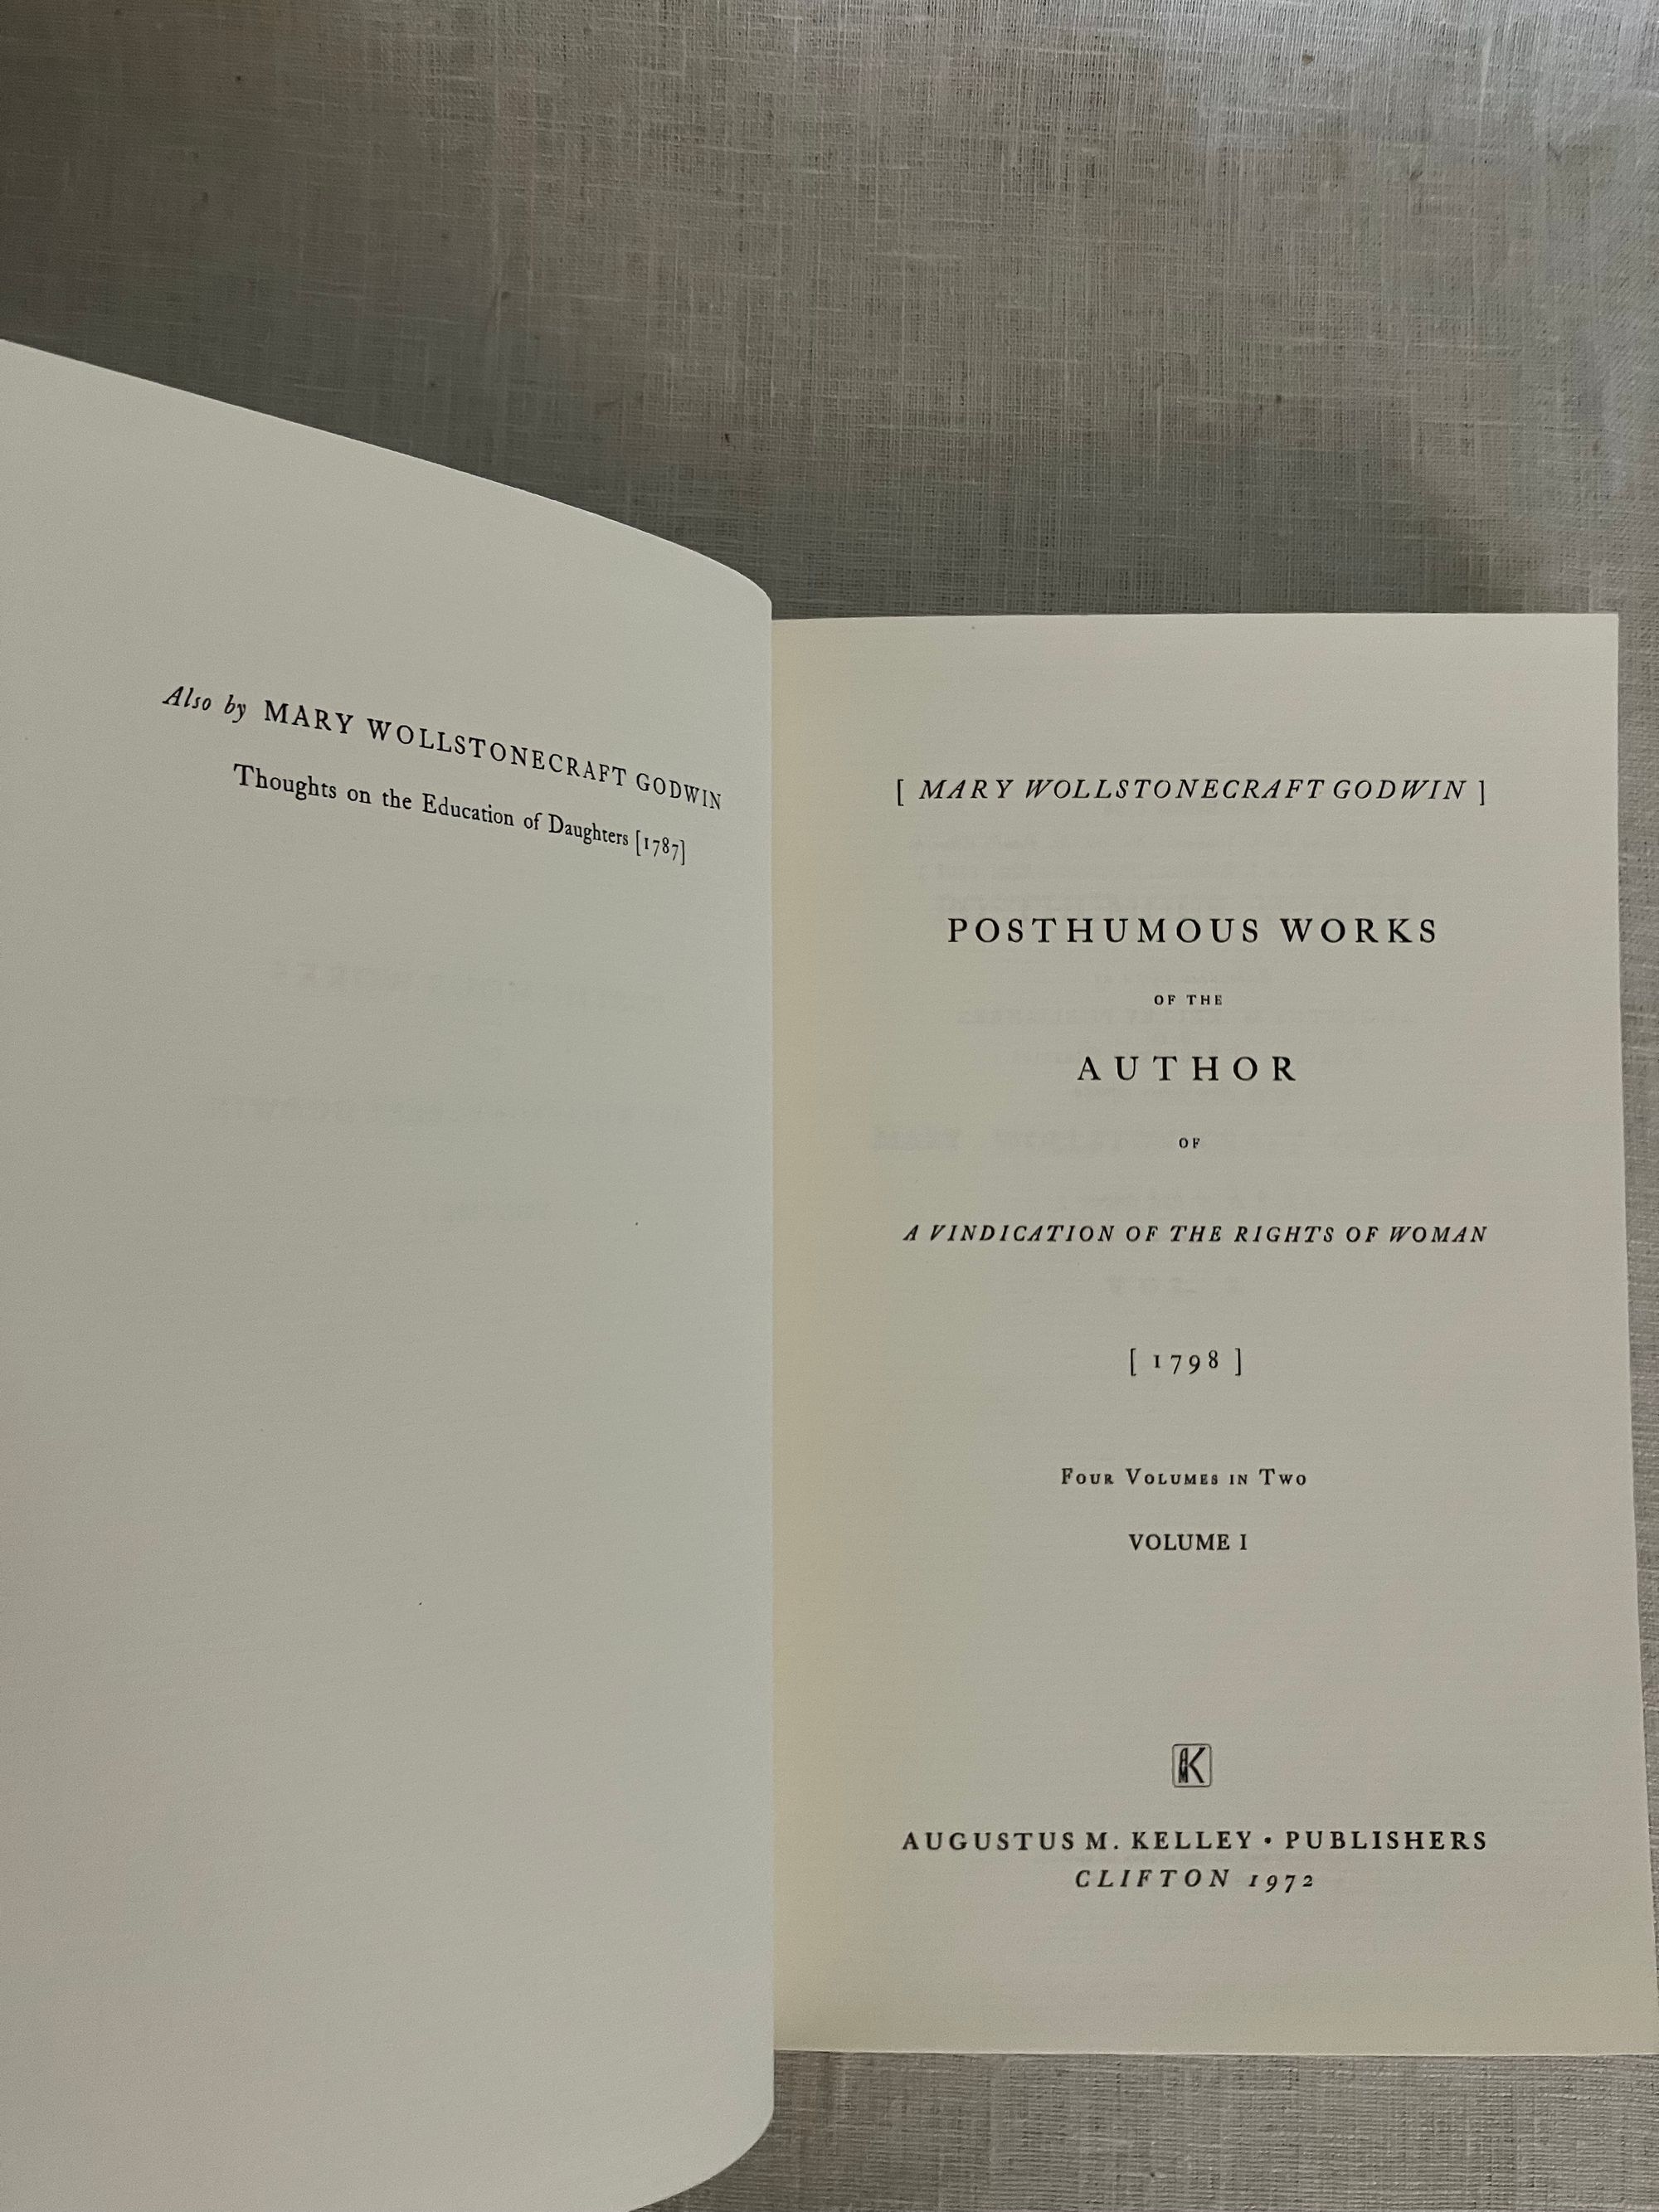 Also by MARY WOLLSTONECRAFT GODWIN
Thoughts on the Education of Daughters [1787]
[ MARY WOLLSTONECRAFT GODWIN ]
POSTHUMOUS WORKS
OF THE
AUTHOR
OF
A VINDICATION OF THE RIGHTS OF WOMAN
[ 1798 ]
FOUR VOLUMES IN TWO
VOLUME I
AUGUSTUS M. KELLEY • PUBLISHERS
CLIFTON 1972